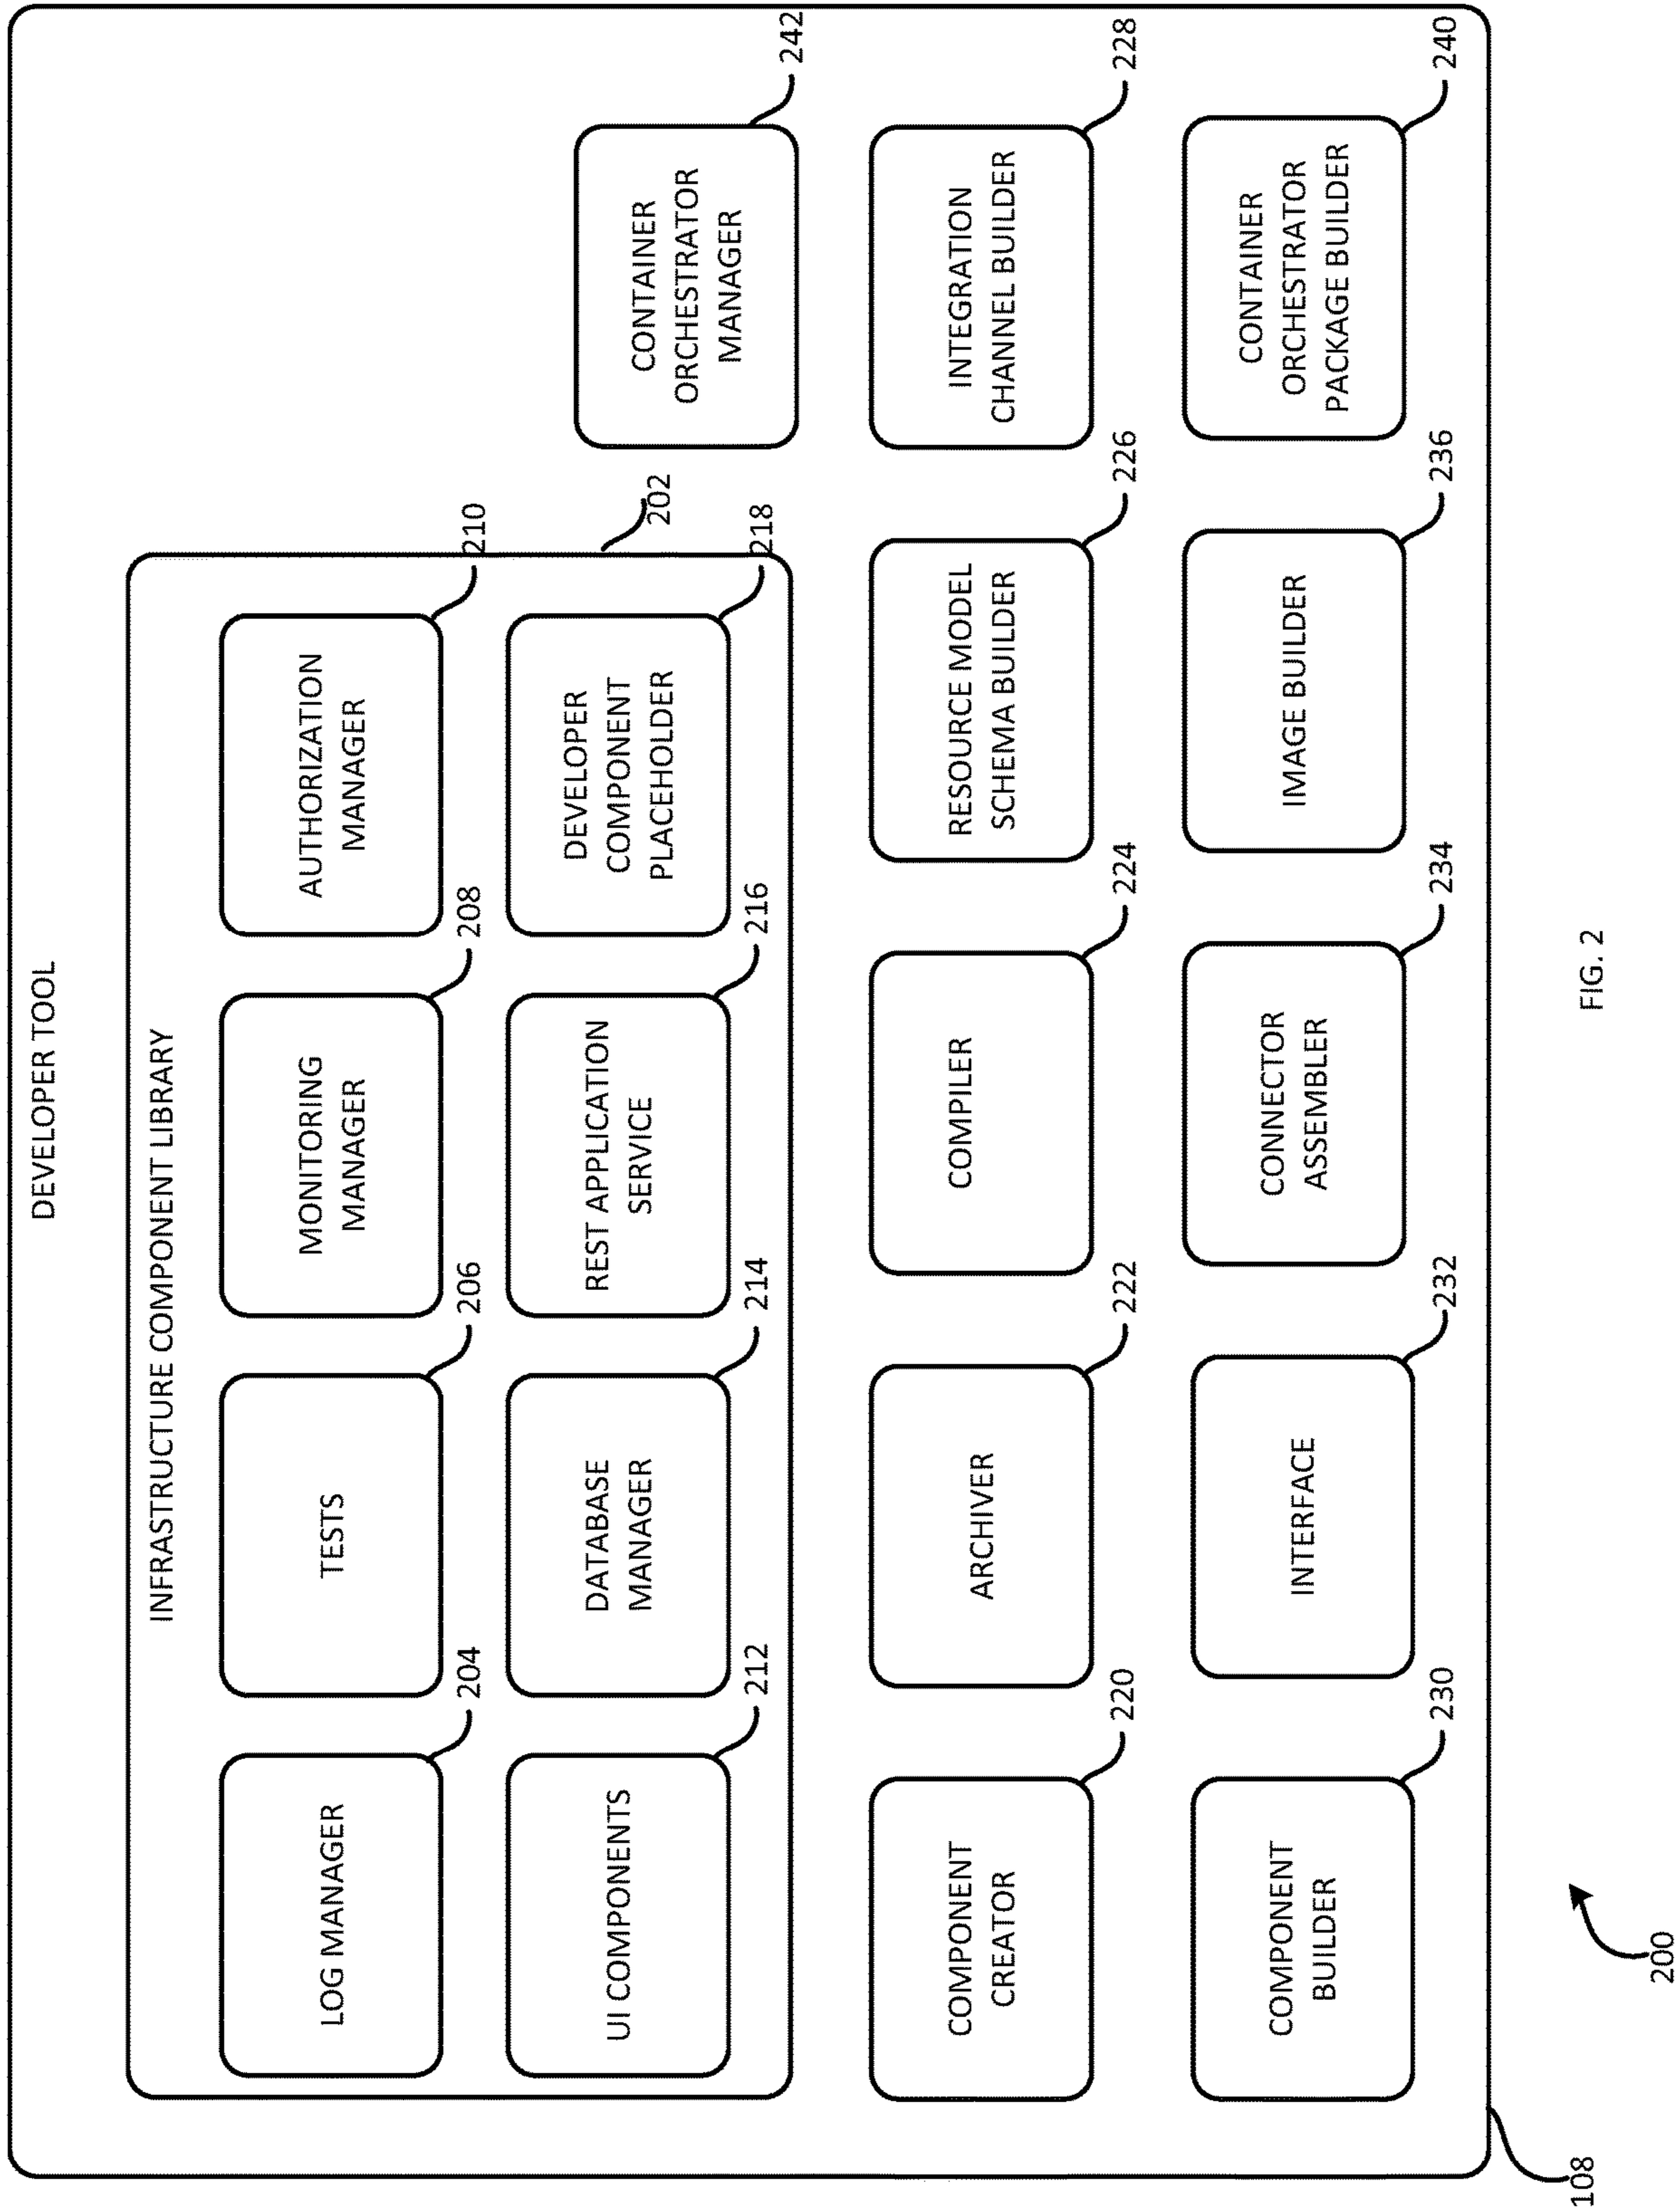 DEVELOPER TOOL
INFRASTRUCTURE COMPONENT LIBRARY
LOG MANAGER
204
TESTS
206
MONITORING
MANAGER
208
AUTHORIZATION
MANAGER
210
UI COMPONENTS
212
DATABASE
MANAGER
214
REST APPLICATION
SERVICE
216
DEVELOPER
COMPONENT
PLACEHOLDER
218
202
CONTAINER
ORCHESTRATOR
MANAGER
242
COMPONENT
CREATOR
220
ARCHIVER
222
COMPILER
224
RESOURCE MODEL
SCHEMA BUILDER
226
INTEGRATION
CHANNEL BUILDER
228
COMPONENT
BUILDER
230
INTERFACE
232
CONNECTOR
ASSEMBLER
234
IMAGE BUILDER
236
CONTAINER
ORCHESTRATOR
PACKAGE BUILDER
240
108
200
FIG. 2